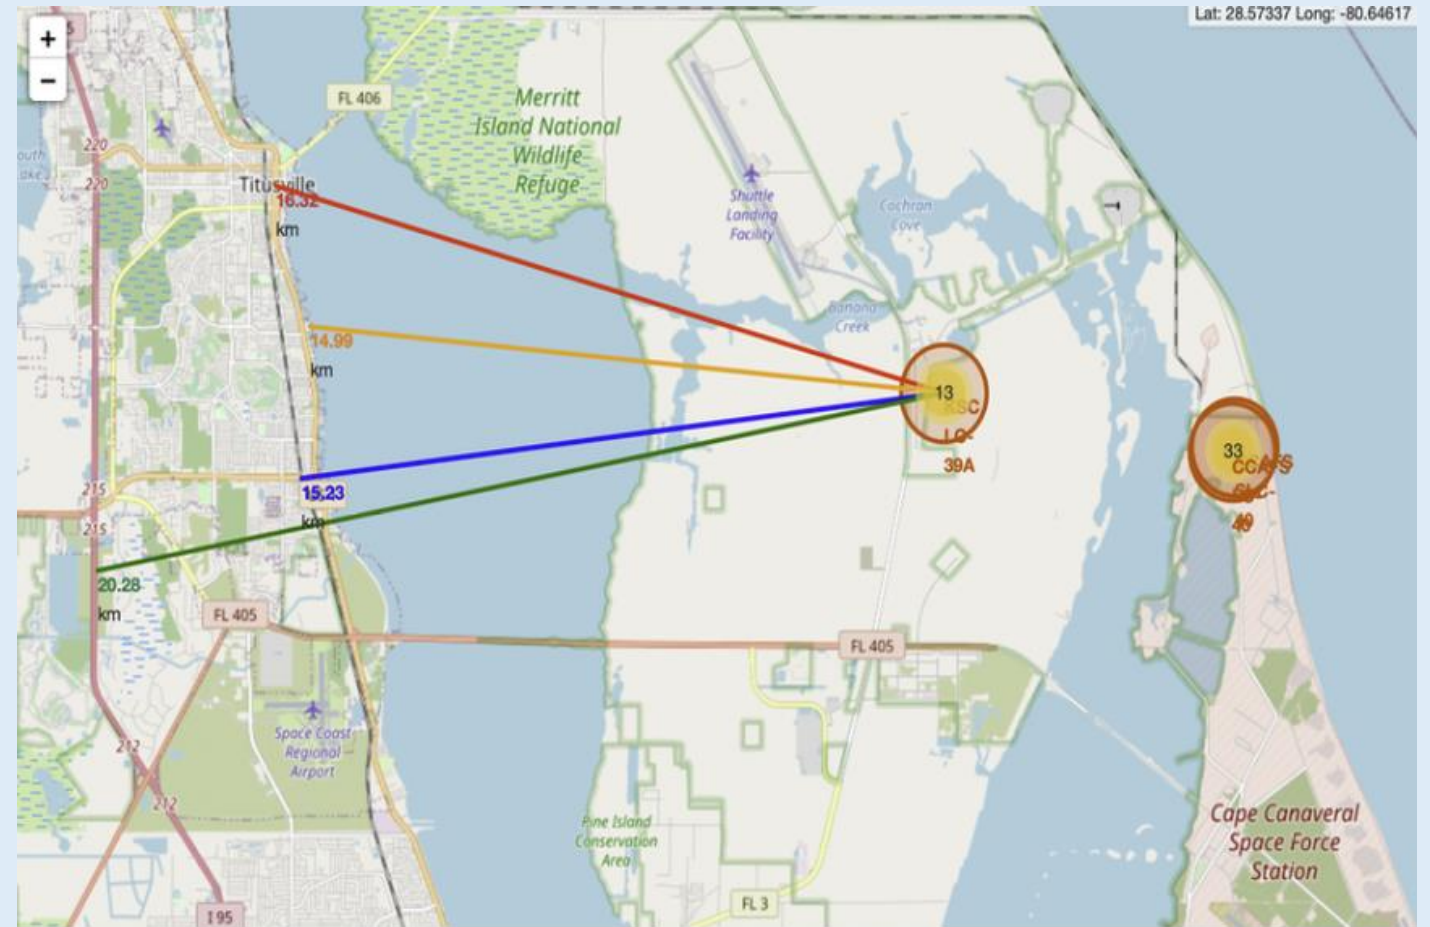 Lat: 28.57337 Long: -80.64617
+
−
FL 406
Merritt
Island National
Wildlife
Refuge
220
220
Titusville
16.32
km
Shuttle
Landing
Facility
Cochran
Cove
Banana
Creek
14.99
km
13
KSC
LC-
39A
33
215
15.23
km
215
20.28
km
FL 405
FL 405
Space Coast
Regional
Airport
212
212
Pine Island
Conservation
Area
Cape Canaveral
Space Force
Station
FL 3
I 95